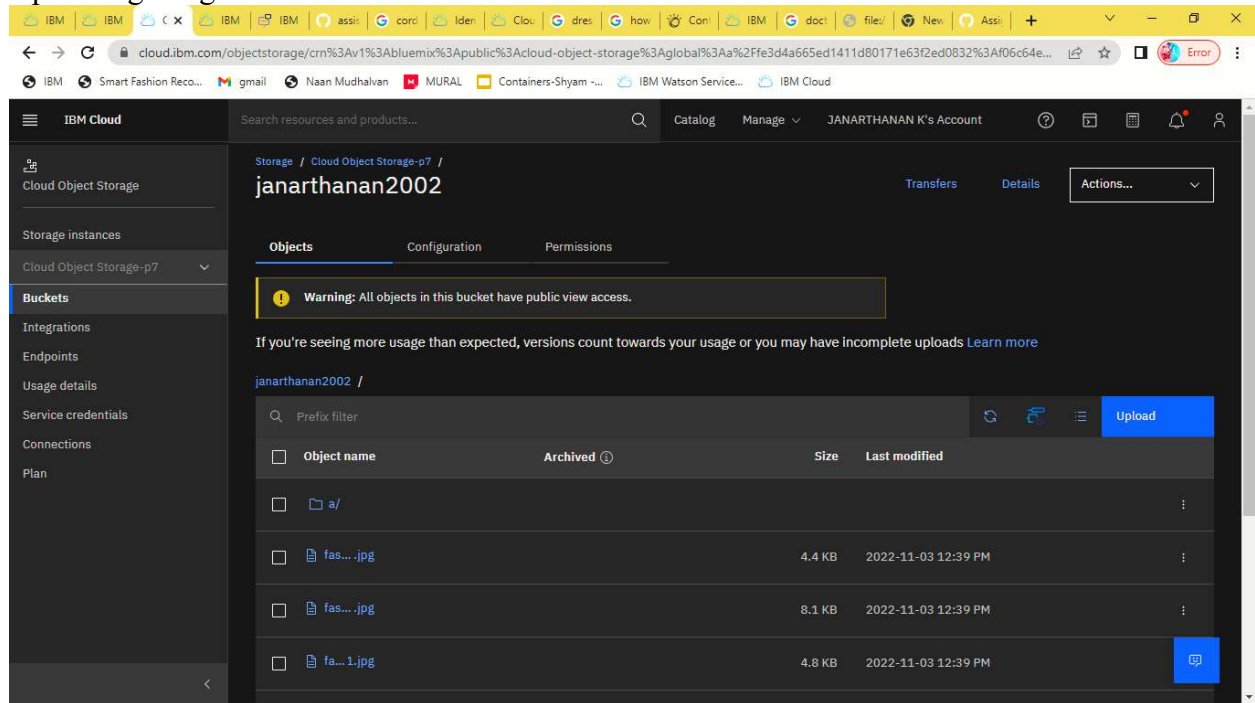 IBM
IBM
C
IBM
IBM
assis
cord
Iden
Clou
dres
how
Cont
IBM
doct
file:/
New
Assi
cloud.ibm.com/objectstorage/crn%3Av1%3Abluemix%3Apublic%3Acloud-object-storage%3Aglobal%3Aa%2Ffe3d4a665ed1411d80171e63f2ed0832%3Af06c64e...
Error
IBM
Smart Fashion Reco...
gmail
Naan Mudhalvan
MURAL
Containers-Shyam -...
IBM Watson Service...
IBM Cloud
IBM Cloud
Search resources and products...
Catalog
Manage
JANARTHANAN K's Account
Cloud Object Storage
Storage instances
Cloud Object Storage-p7
Buckets
Integrations
Endpoints
Usage details
Service credentials
Connections
Plan
Storage / Cloud Object Storage-p7 /
janarthanan2002
Transfers
Details
Actions...
Objects
Configuration
Permissions
Warning: All objects in this bucket have public view access.
If you're seeing more usage than expected, versions count towards your usage or you may have incomplete uploads Learn more
janarthanan2002 /
Prefix filter
Upload
Object name
Archived
Size
Last modified
a/
fas... .jpg
4.4 KB
2022-11-03 12:39 PM
fas... .jpg
8.1 KB
2022-11-03 12:39 PM
fa... 1.jpg
4.8 KB
2022-11-03 12:39 PM